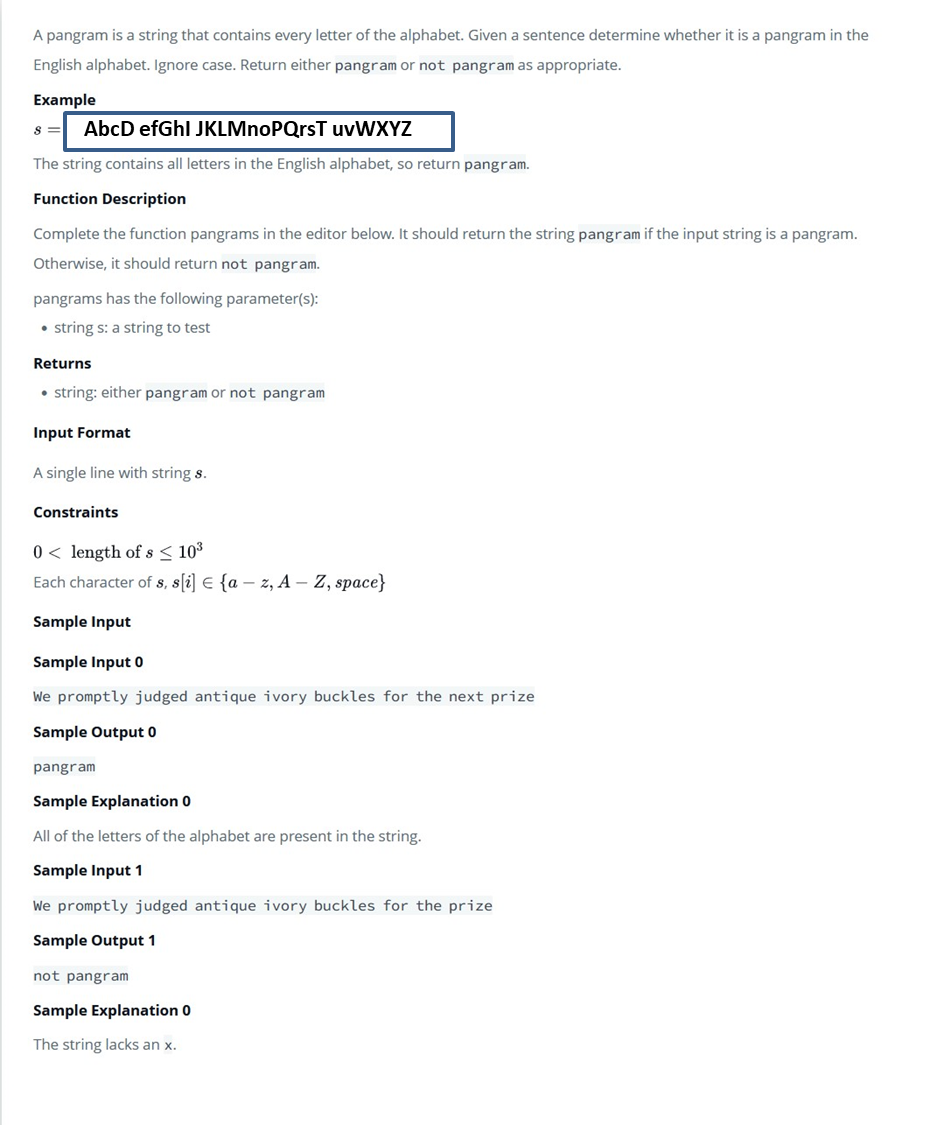 A pangram is a string that contains every letter of the alphabet. Given a sentence determine whether it is a pangram in the
English alphabet. Ignore case. Return either pangram or not pangram as appropriate.
Example
s = AbcD efGhI JKLMnoPQrsT uvWXYZ
The string contains all letters in the English alphabet, so return pangram.
Function Description
Complete the function pangrams in the editor below. It should return the string pangram if the input string is a pangram.
Otherwise, it should return not pangram.
pangrams has the following parameter(s):
• string s: a string to test
Returns
• string: either pangram or not pangram
Input Format
A single line with string s.
Constraints
0 < length of s ≤ 10³
Each character of s, s[i] ∈ {a − z, A − Z, space}
Sample Input
Sample Input 0
We promptly judged antique ivory buckles for the next prize
Sample Output 0
pangram
Sample Explanation 0
All of the letters of the alphabet are present in the string.
Sample Input 1
We promptly judged antique ivory buckles for the prize
Sample Output 1
not pangram
Sample Explanation 0
The string lacks an x.